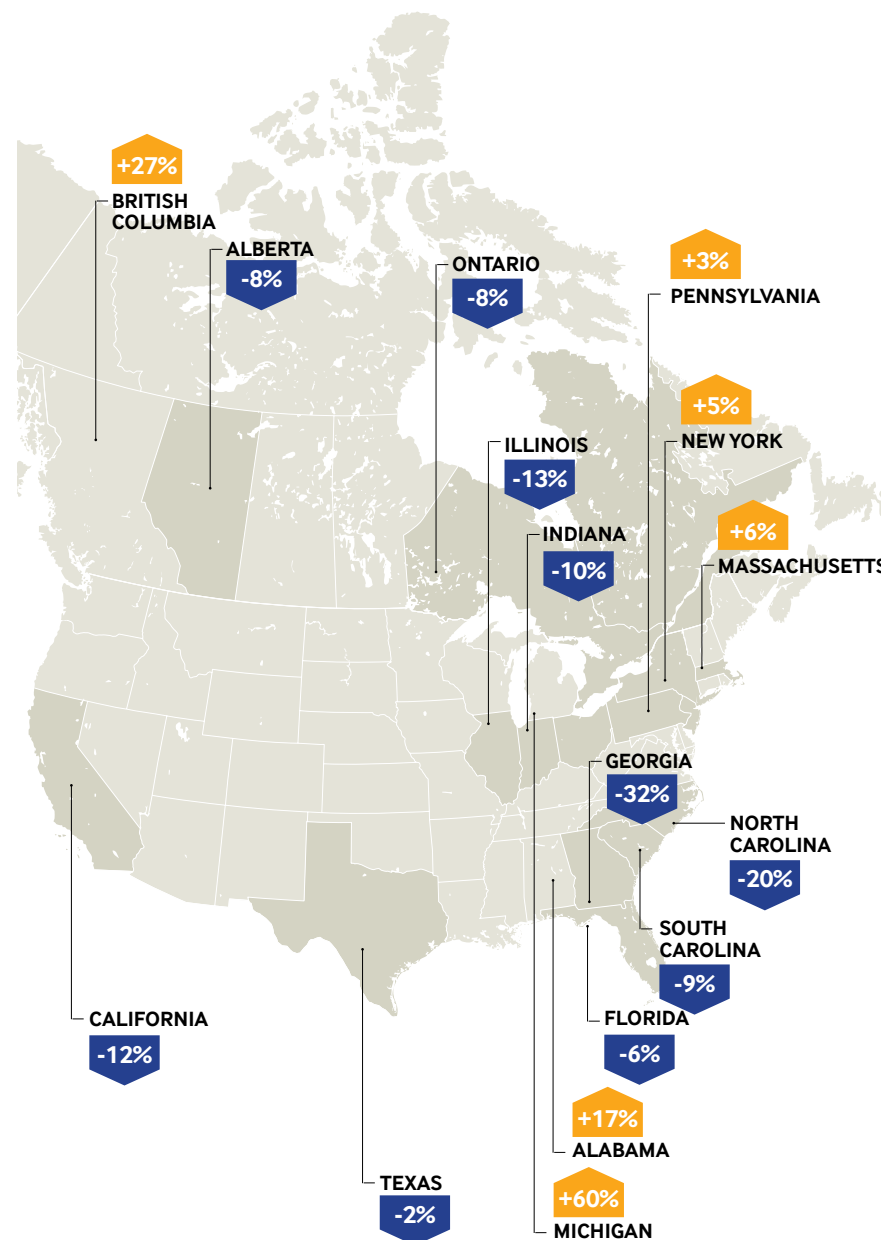 +27%
BRITISH
COLUMBIA
ALBERTA
-8%
ONTARIO
-8%
+3%
PENNSYLVANIA
+5%
NEW YORK
ILLINOIS
-13%
+6%
MASSACHUSETTS
INDIANA
-10%
GEORGIA
-32%
NORTH
CAROLINA
-20%
SOUTH
CAROLINA
-9%
CALIFORNIA
-12%
FLORIDA
-6%
+17%
ALABAMA
TEXAS
-2%
+60%
MICHIGAN